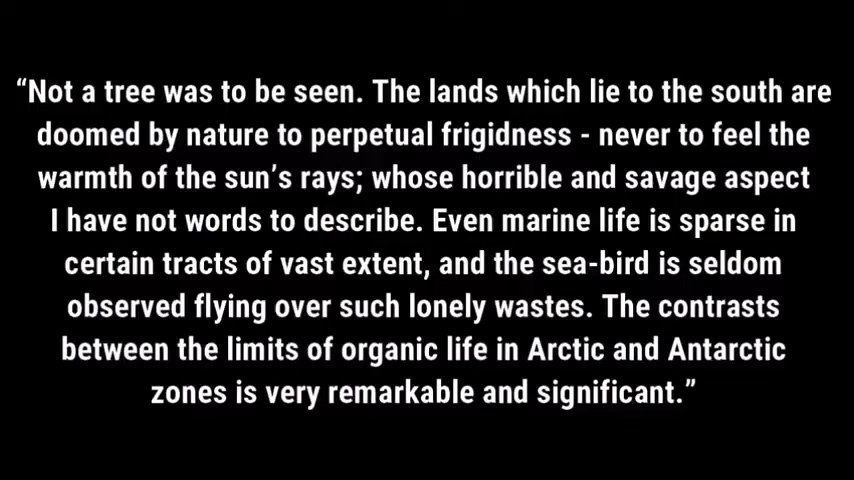 “Not a tree was to be seen. The lands which lie to the south are
doomed by nature to perpetual frigidness - never to feel the
warmth of the sun’s rays; whose horrible and savage aspect
I have not words to describe. Even marine life is sparse in
certain tracts of vast extent, and the sea-bird is seldom
observed flying over such lonely wastes. The contrasts
between the limits of organic life in Arctic and Antarctic
zones is very remarkable and significant.”